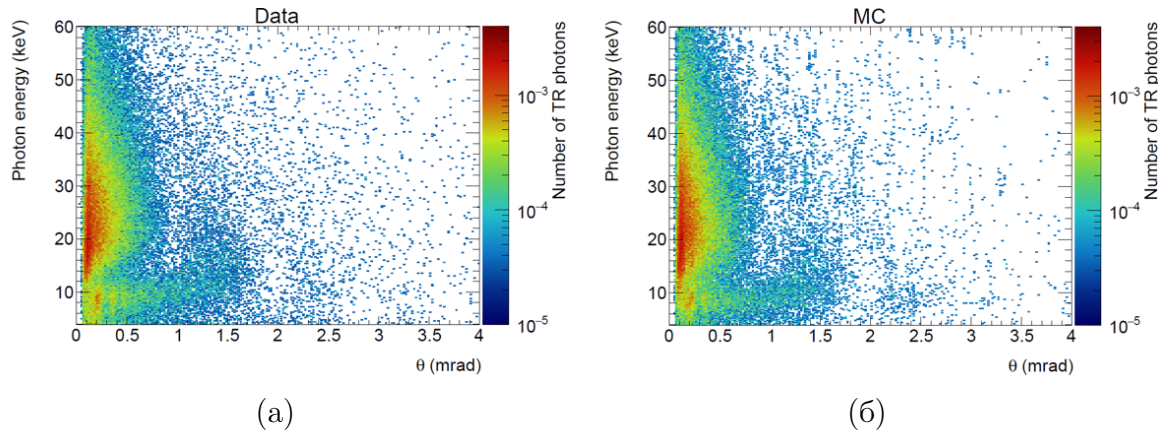 Data
Photon energy (keV)
60
50
40
30
20
10
0 0.5 1 1.5 2 2.5 3 3.5 4
θ (mrad)
Number of TR photons
10⁻³
10⁻⁴
10⁻⁵
(а)
MC
Photon energy (keV)
60
50
40
30
20
10
0 0.5 1 1.5 2 2.5 3 3.5 4
θ (mrad)
Number of TR photons
10⁻³
10⁻⁴
10⁻⁵
(б)